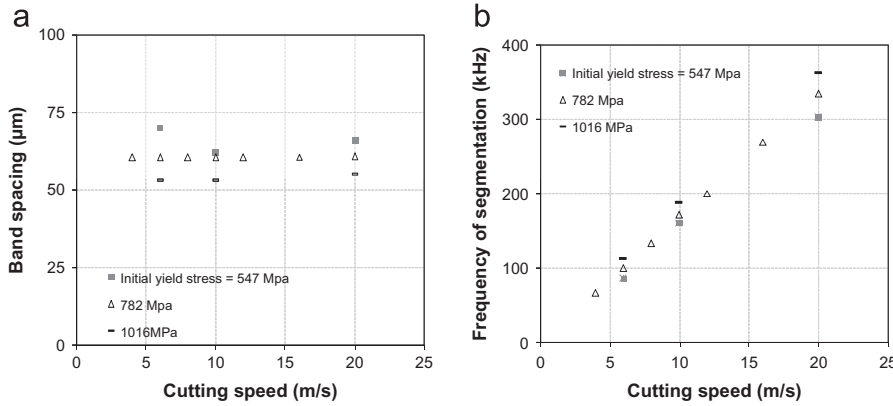 a
100
75
50
25
0
Band spacing (µm)
Initial yield stress = 547 Mpa
782 Mpa
1016MPa
0 5 10 15 20 25
Cutting speed (m/s)
b
400
300
200
100
0
Frequency of segmentation (kHz)
Initial yield stress = 547 Mpa
782 Mpa
1016 MPa
0 5 10 15 20 25
Cutting speed (m/s)